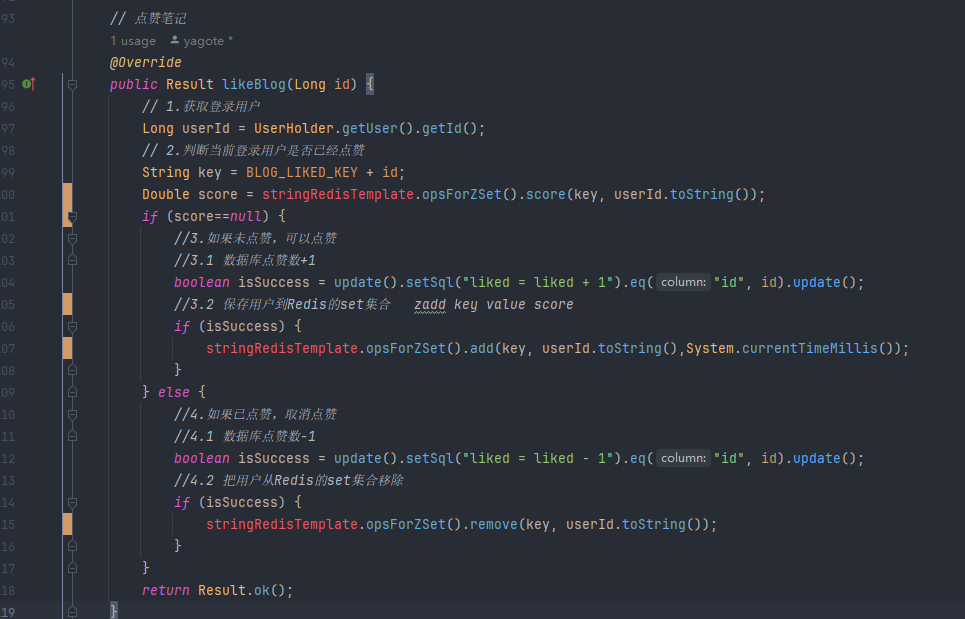 93 // 点赞笔记
1 usage yagote *
94 @Override
95 public Result likeBlog(Long id) {
96 // 1.获取登录用户
97 Long userId = UserHolder.getUser().getId();
98 // 2.判断当前登录用户是否已经点赞
99 String key = BLOG_LIKED_KEY + id;
00 Double score = stringRedisTemplate.opsForZSet().score(key, userId.toString());
01 if (score==null) {
02 //3.如果未点赞，可以点赞
03 //3.1 数据库点赞数+1
04 boolean isSuccess = update().setSql("liked = liked + 1").eq( column: "id", id).update();
05 //3.2 保存用户到Redis的set集合 zadd key value score
06 if (isSuccess) {
07 stringRedisTemplate.opsForZSet().add(key, userId.toString(),System.currentTimeMillis());
08 }
09 } else {
10 //4.如果已点赞，取消点赞
11 //4.1 数据库点赞数-1
12 boolean isSuccess = update().setSql("liked = liked - 1").eq( column: "id", id).update();
13 //4.2 把用户从Redis的set集合移除
14 if (isSuccess) {
15 stringRedisTemplate.opsForZSet().remove(key, userId.toString());
16 }
17 }
18 return Result.ok();
19 }